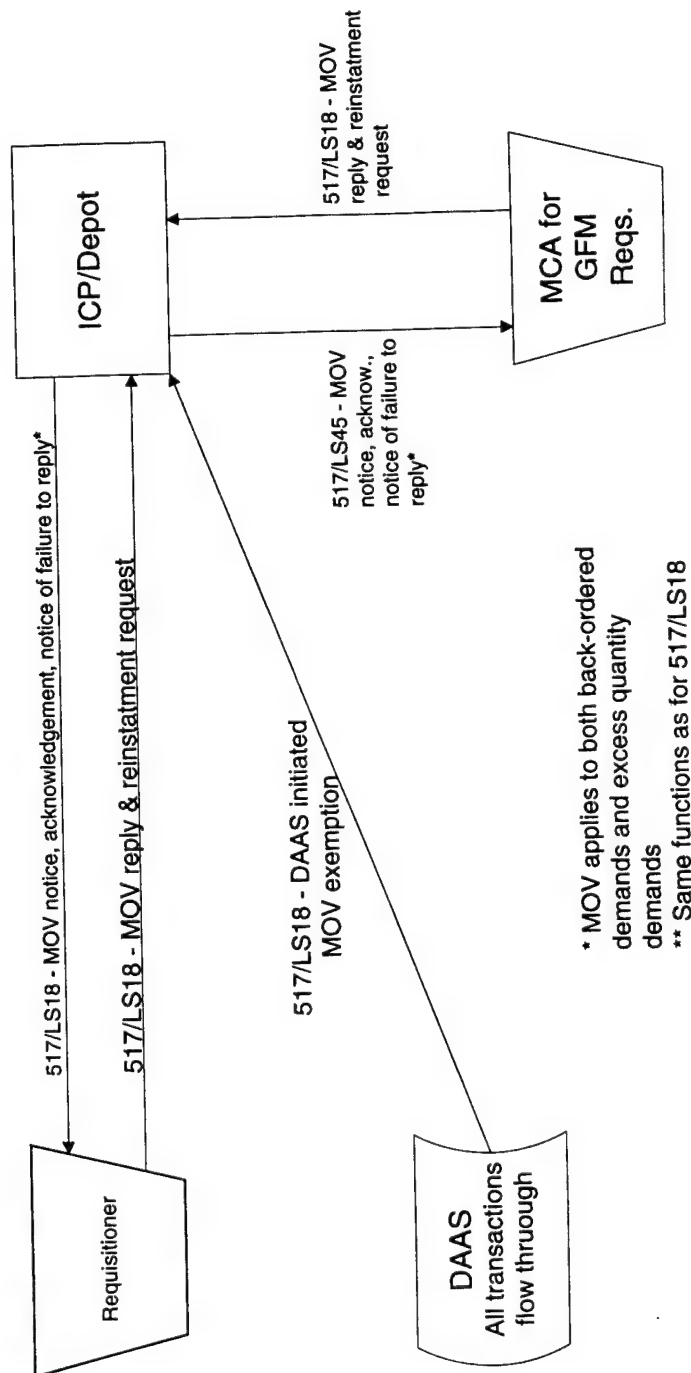 Requisitioner
517/LS18 - MOV notice, acknowledgement, notice of failure to reply*
517/LS18 - MOV reply & reinstatment request
ICP/Depot
517/LS18 - DAAS initiated
MOV exemption
517/LS45 - MOV
notice, acknow.,
notice of failure to
reply*
517/LS18 - MOV
reply & reinstatment
request
DAAS
All transactions
flow thruough
MCA for
GFM
Reqs.
* MOV applies to both back-ordered
demands and excess quantity
demands
** Same functions as for 517/LS18